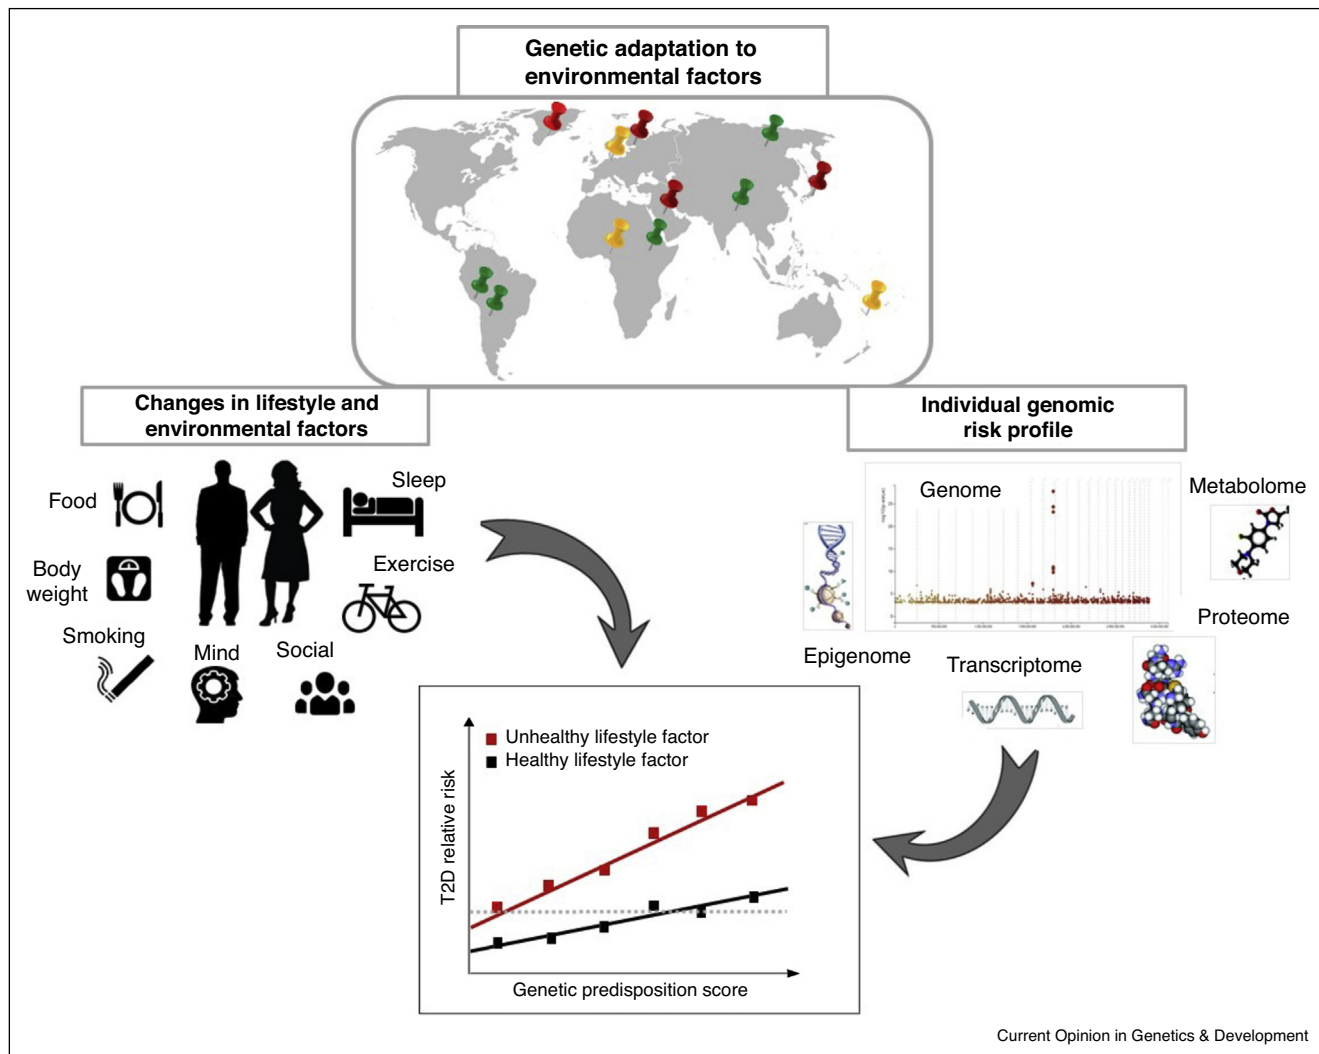 Genetic adaptation to
environmental factors
Changes in lifestyle and
environmental factors
Individual genomic
risk profile
Food
Sleep
Body
weight
Exercise
Smoking
Mind
Social
Genome
Metabolome
Proteome
Epigenome
Transcriptome
Unhealthy lifestyle factor
Healthy lifestyle factor
T2D relative risk
Genetic predisposition score
Current Opinion in Genetics & Development